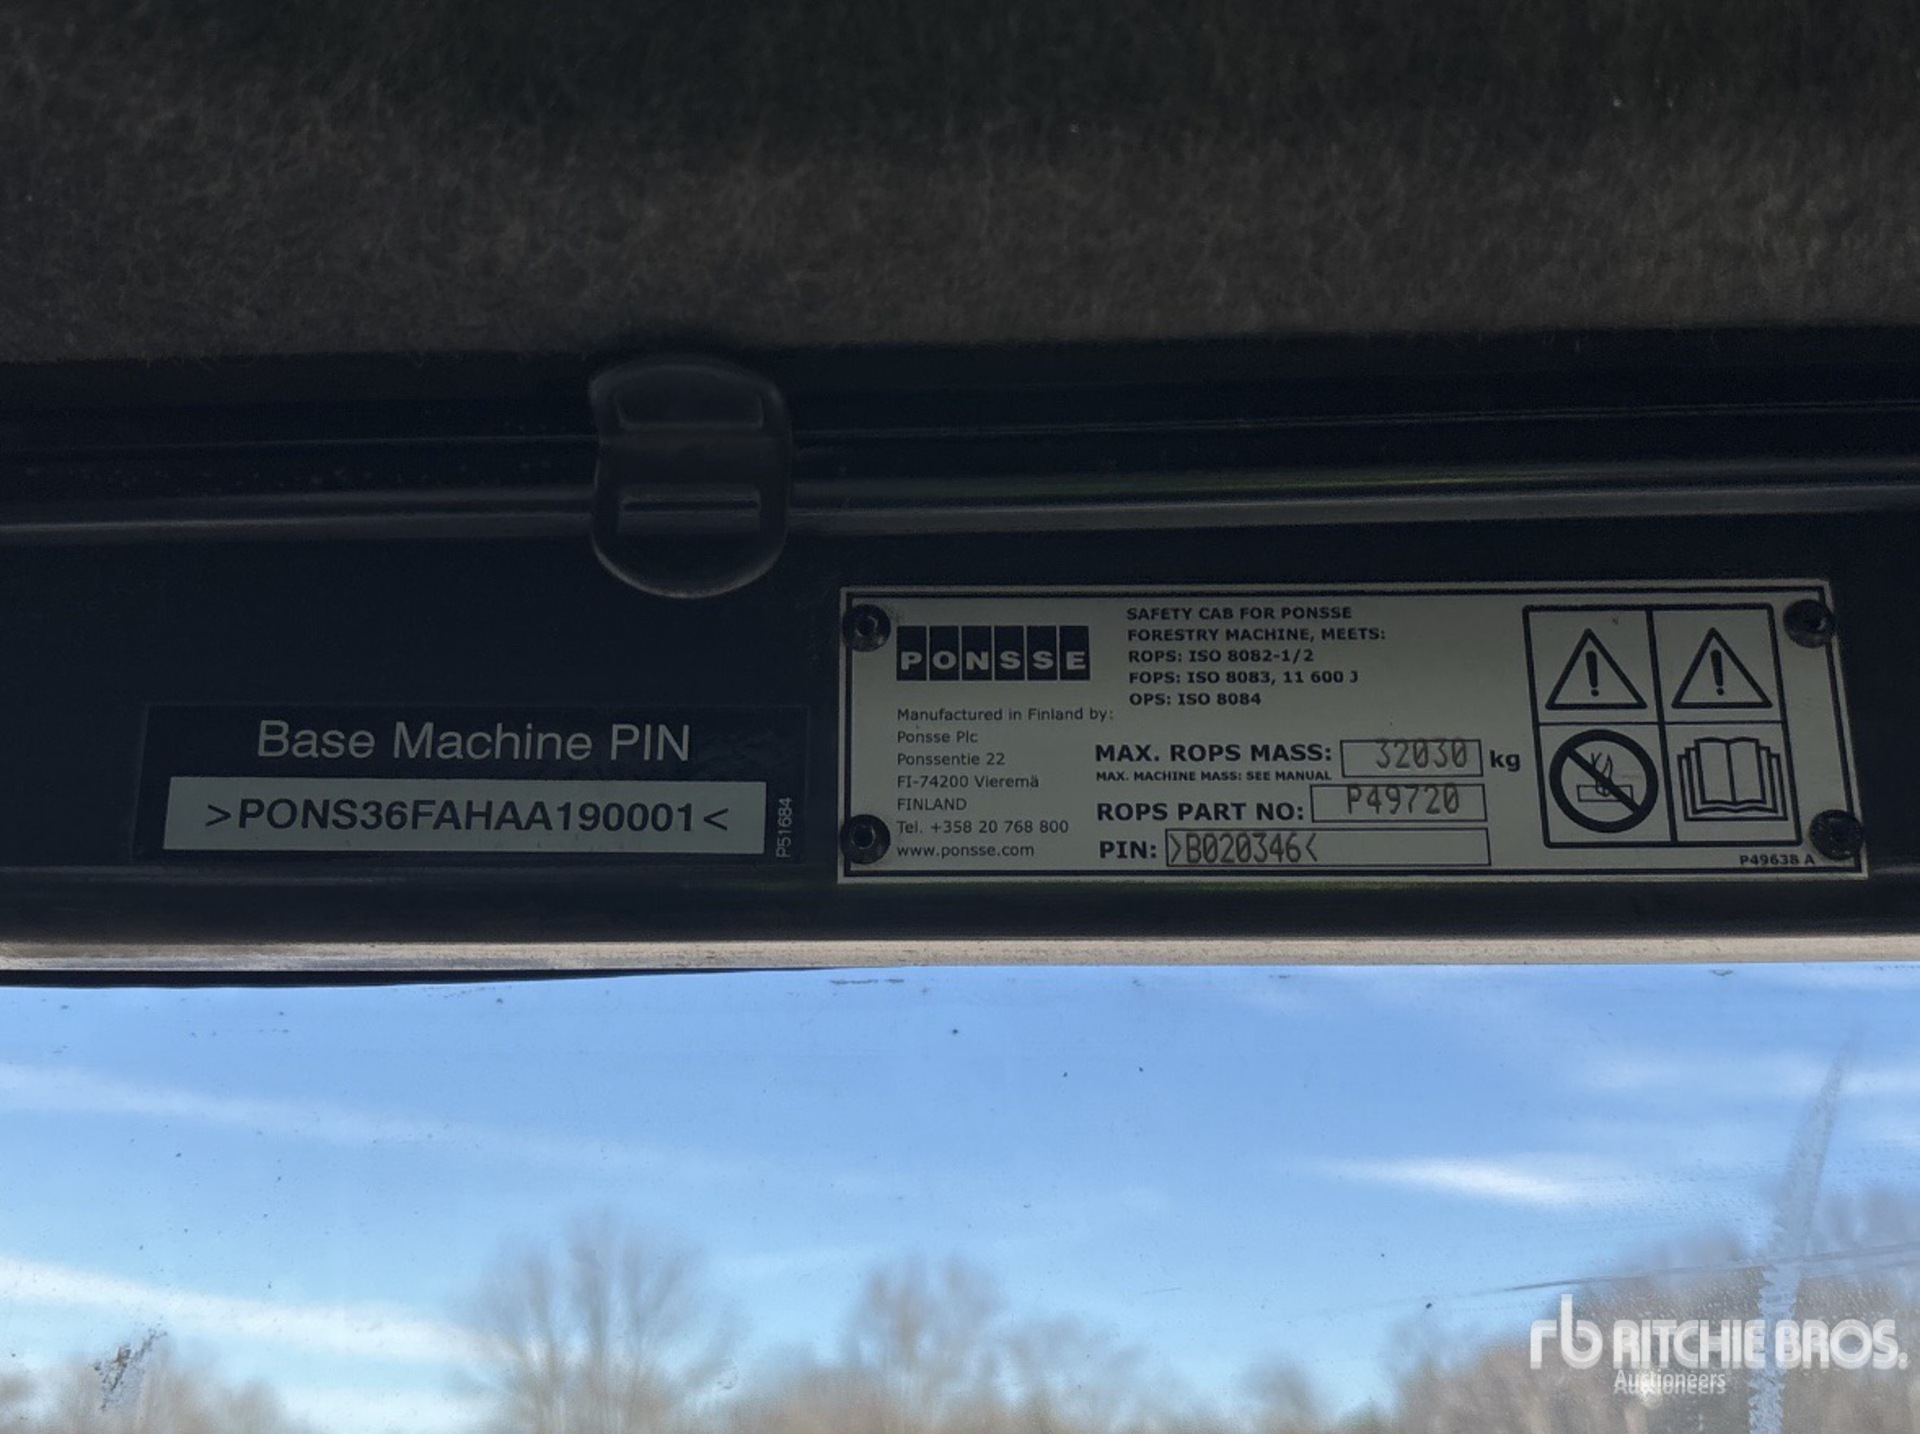 Base Machine PIN
>PONS36FAHAA190001<
P51684
PONSSE
SAFETY CAB FOR PONSSE
FORESTRY MACHINE, MEETS:
ROPS: ISO 8082-1/2
FOPS: ISO 8083, 11 600 J
OPS: ISO 8084
Manufactured in Finland by:
Ponsse Plc
Ponssentie 22
FI-74200 Vieremä
FINLAND
Tel. +358 20 768 800
www.ponsse.com
MAX. ROPS MASS: 32030 kg
MAX. MACHINE MASS: SEE MANUAL
ROPS PART NO: P49720
PIN: >B020346<
P49638 A
rb RITCHIE BROS.
Auctioneers